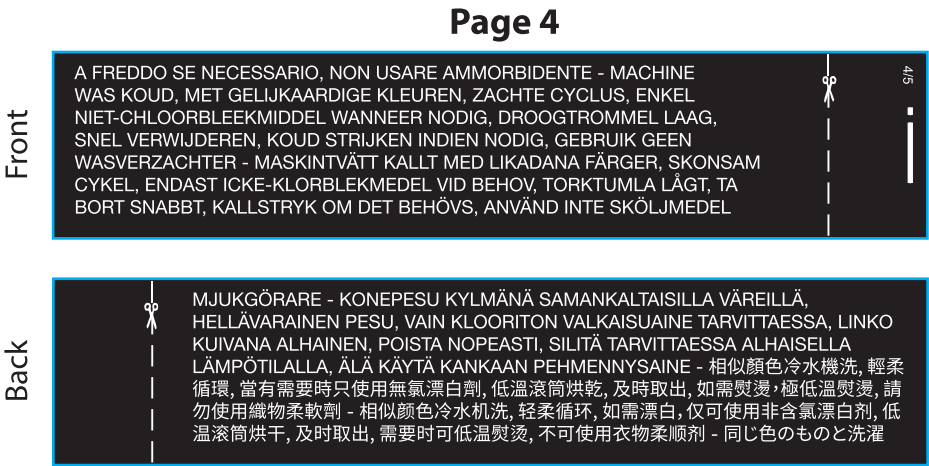 Page 4
Front
A FREDDO SE NECESSARIO, NON USARE AMMORBIDENTE - MACHINE
WAS KOUD, MET GELIJKAARDIGE KLEUREN, ZACHTE CYCLUS, ENKEL
NIET-CHLOORBLEEKMIDDEL WANNEER NODIG, DROOGTROMMEL LAAG,
SNEL VERWIJDEREN, KOUD STRIJKEN INDIEN NODIG, GEBRUIK GEEN
WASVERZACHTER - MASKINTVÄTT KALLT MED LIKADANA FÄRGER, SKONSAM
CYKEL, ENDAST ICKE-KLORBLEKMEDEL VID BEHOV, TORKTUMLA LÅGT, TA
BORT SNABBT, KALLSTRYK OM DET BEHÖVS, ANVÄND INTE SKÖLJMEDEL
4/5
Back
MJUKGÖRARE - KONEPESU KYLMÄNÄ SAMANKALTAISILLA VÄREILLÄ,
HELLÄVARAINEN PESU, VAIN KLOORITON VALKAISUAINE TARVITTAESSA, LINKO
KUIVANA ALHAINEN, POISTA NOPEASTI, SILITÄ TARVITTAESSA ALHAISELLA
LÄMPÖTILALLA, ÄLÄ KÄYTÄ KANKAAN PEHMENNYSAINE - 相似顏色冷水機洗, 輕柔
循環, 當有需要時只使用無氯漂白劑, 低溫滾筒烘乾, 及時取出, 如需熨燙，極低溫熨燙, 請
勿使用織物柔軟劑 - 相似颜色冷水机洗, 轻柔循环, 如需漂白, 仅可使用非含氯漂白剂, 低
温滚筒烘干, 及时取出, 需要时可低温熨烫, 不可使用衣物柔顺剂 - 同じ色のものと洗濯